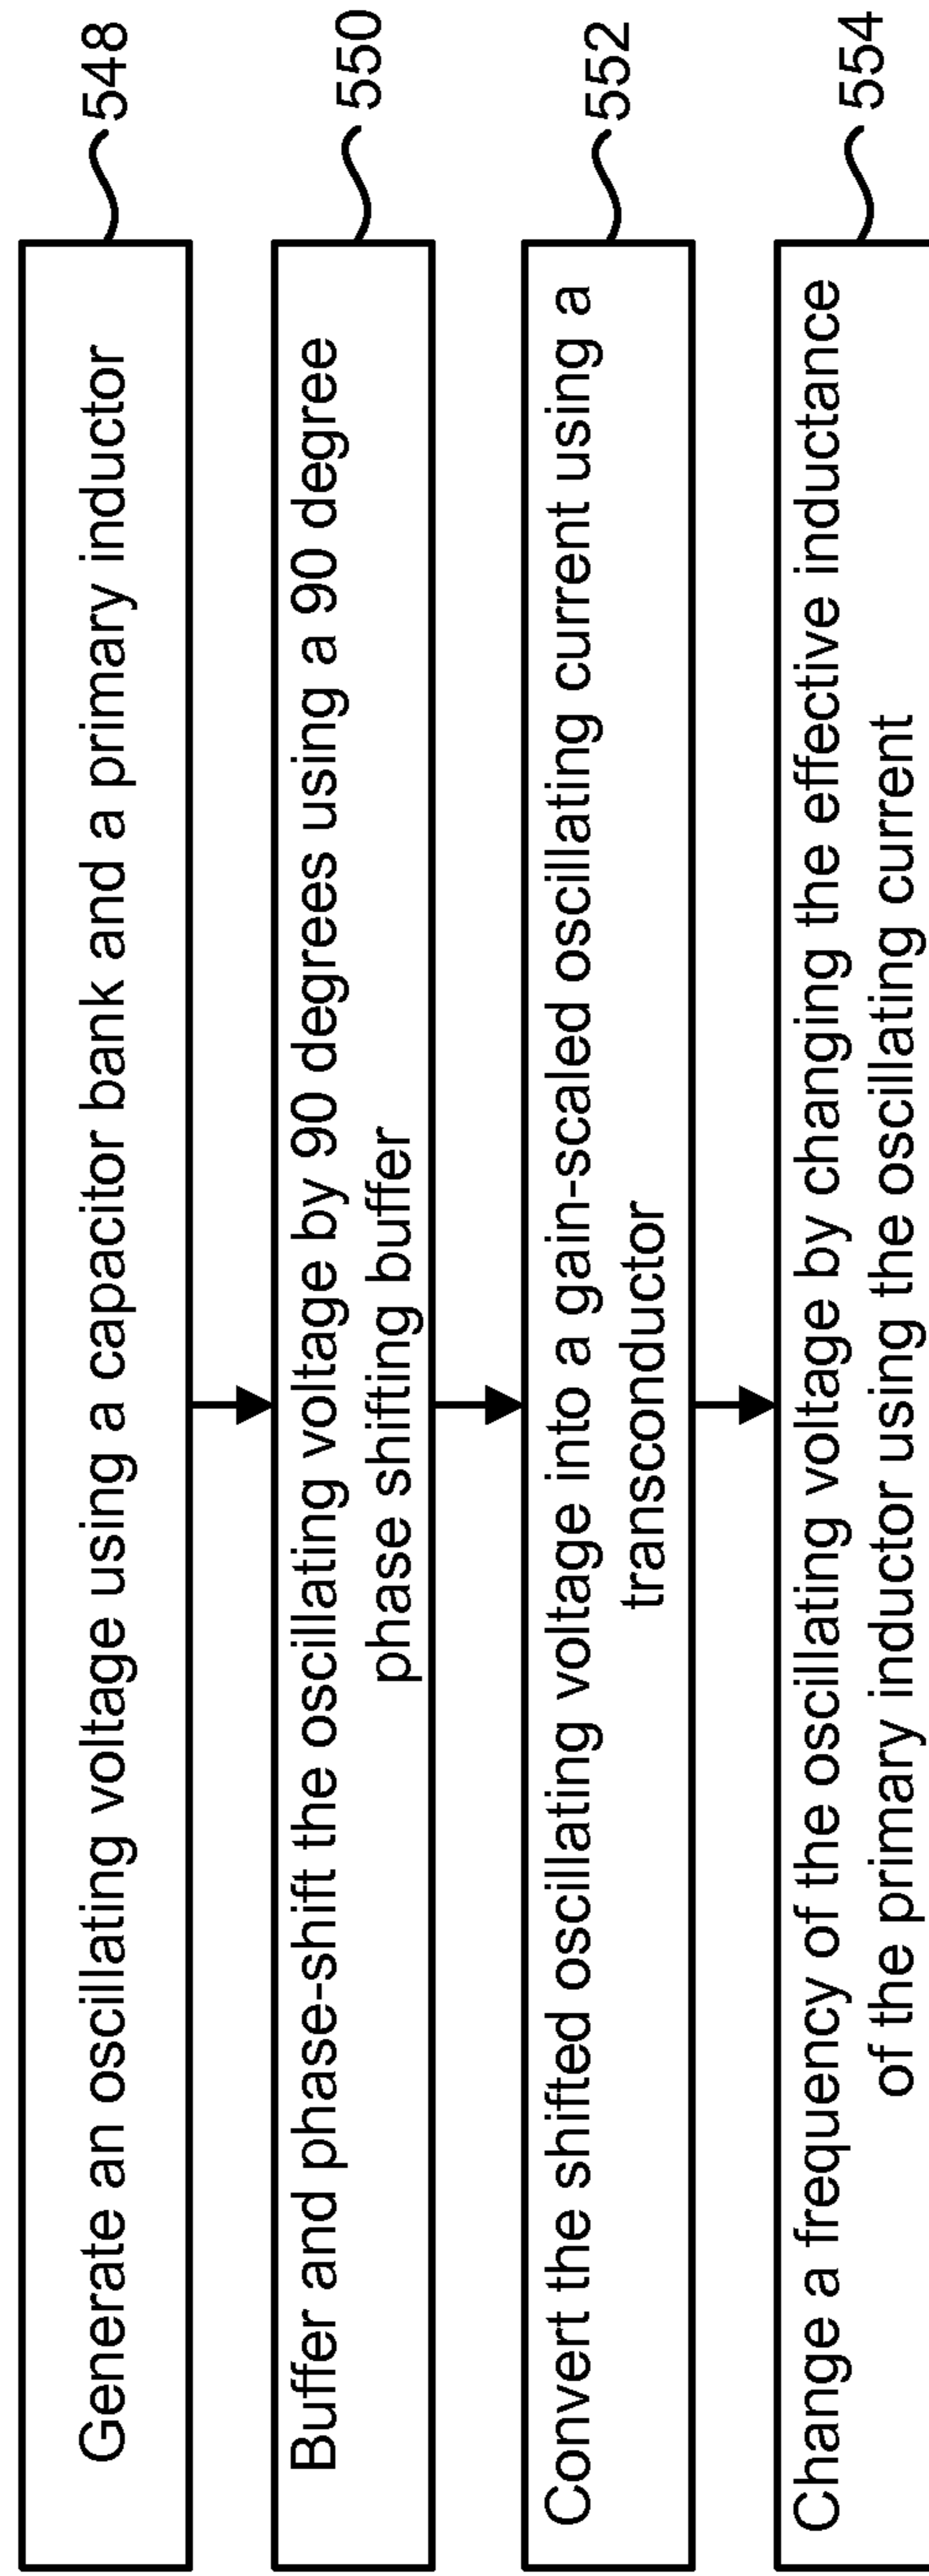 Generate an oscillating voltage using a capacitor bank and a primary inductor
548
Buffer and phase-shift the oscillating voltage by 90 degrees using a 90 degree
phase shifting buffer
550
Convert the shifted oscillating voltage into a gain-scaled oscillating current using a
transconductor
552
Change a frequency of the oscillating voltage by changing the effective inductance
of the primary inductor using the oscillating current
554